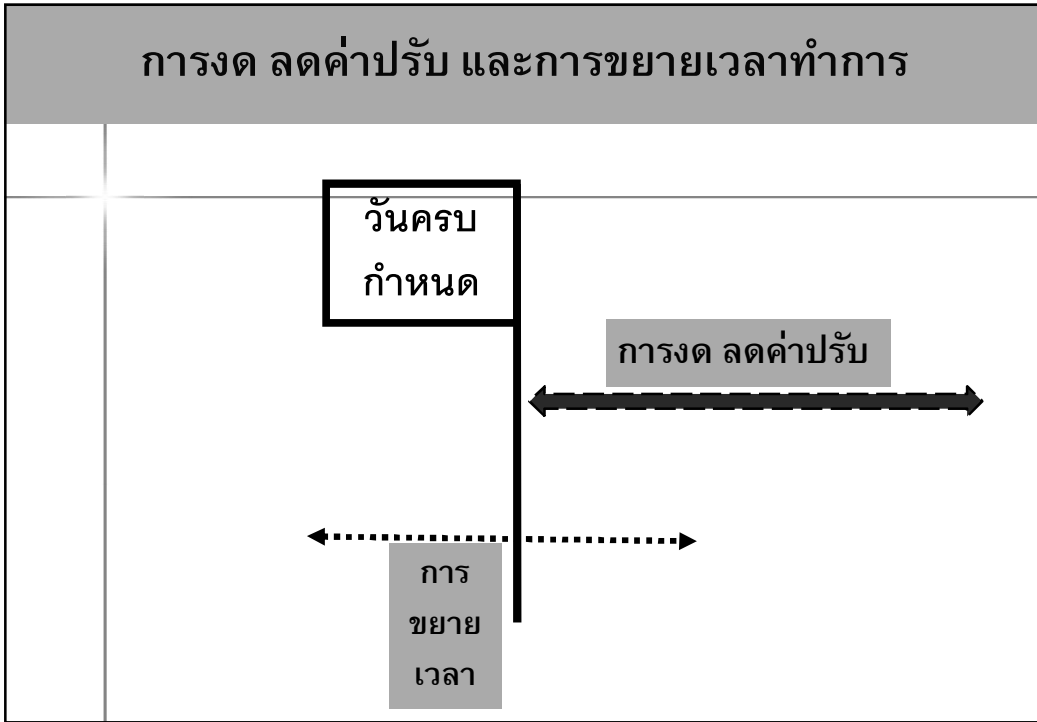 การงด ลดค่าปรับ และการขยายเวลาทำการ
วันครบ
กำหนด
การงด ลดค่าปรับ
การ
ขยาย
เวลา